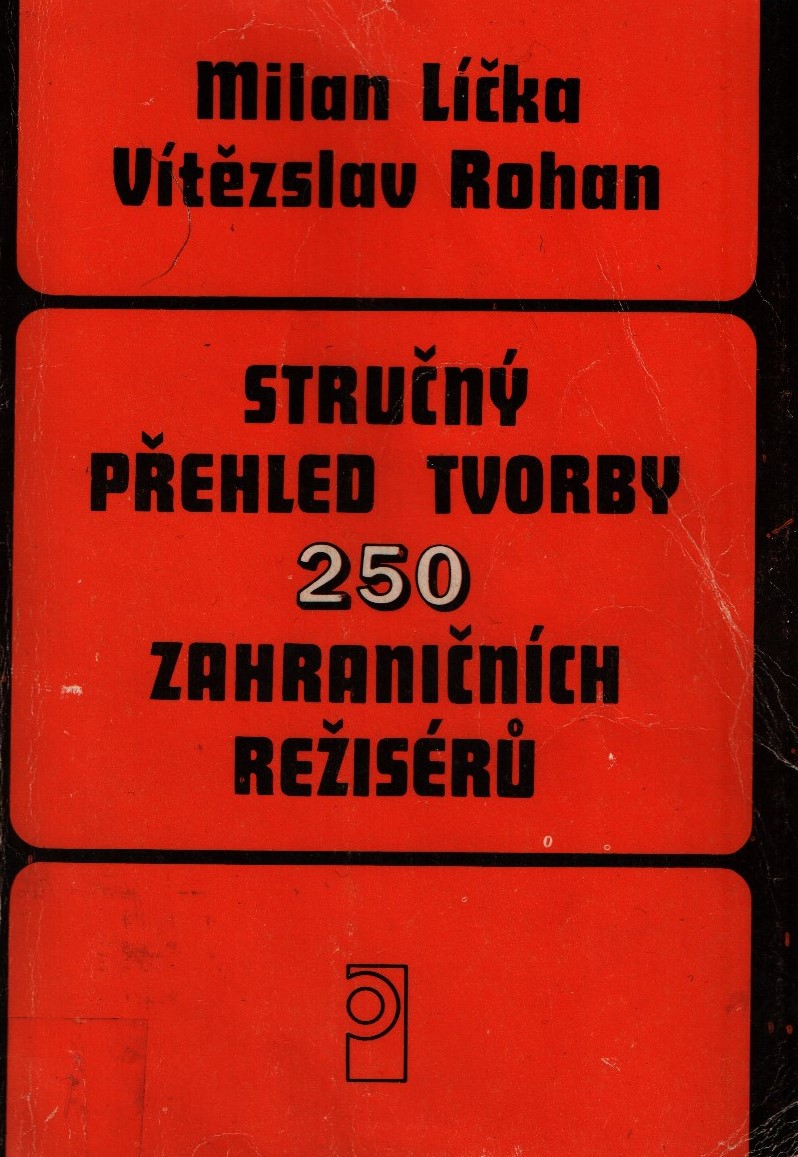 Milan Líčka
Vítězslav Rohan
STRUČNÝ
PŘEHLED TVORBY
250
ZAHRANIČNÍCH
REŽISÉRŮ